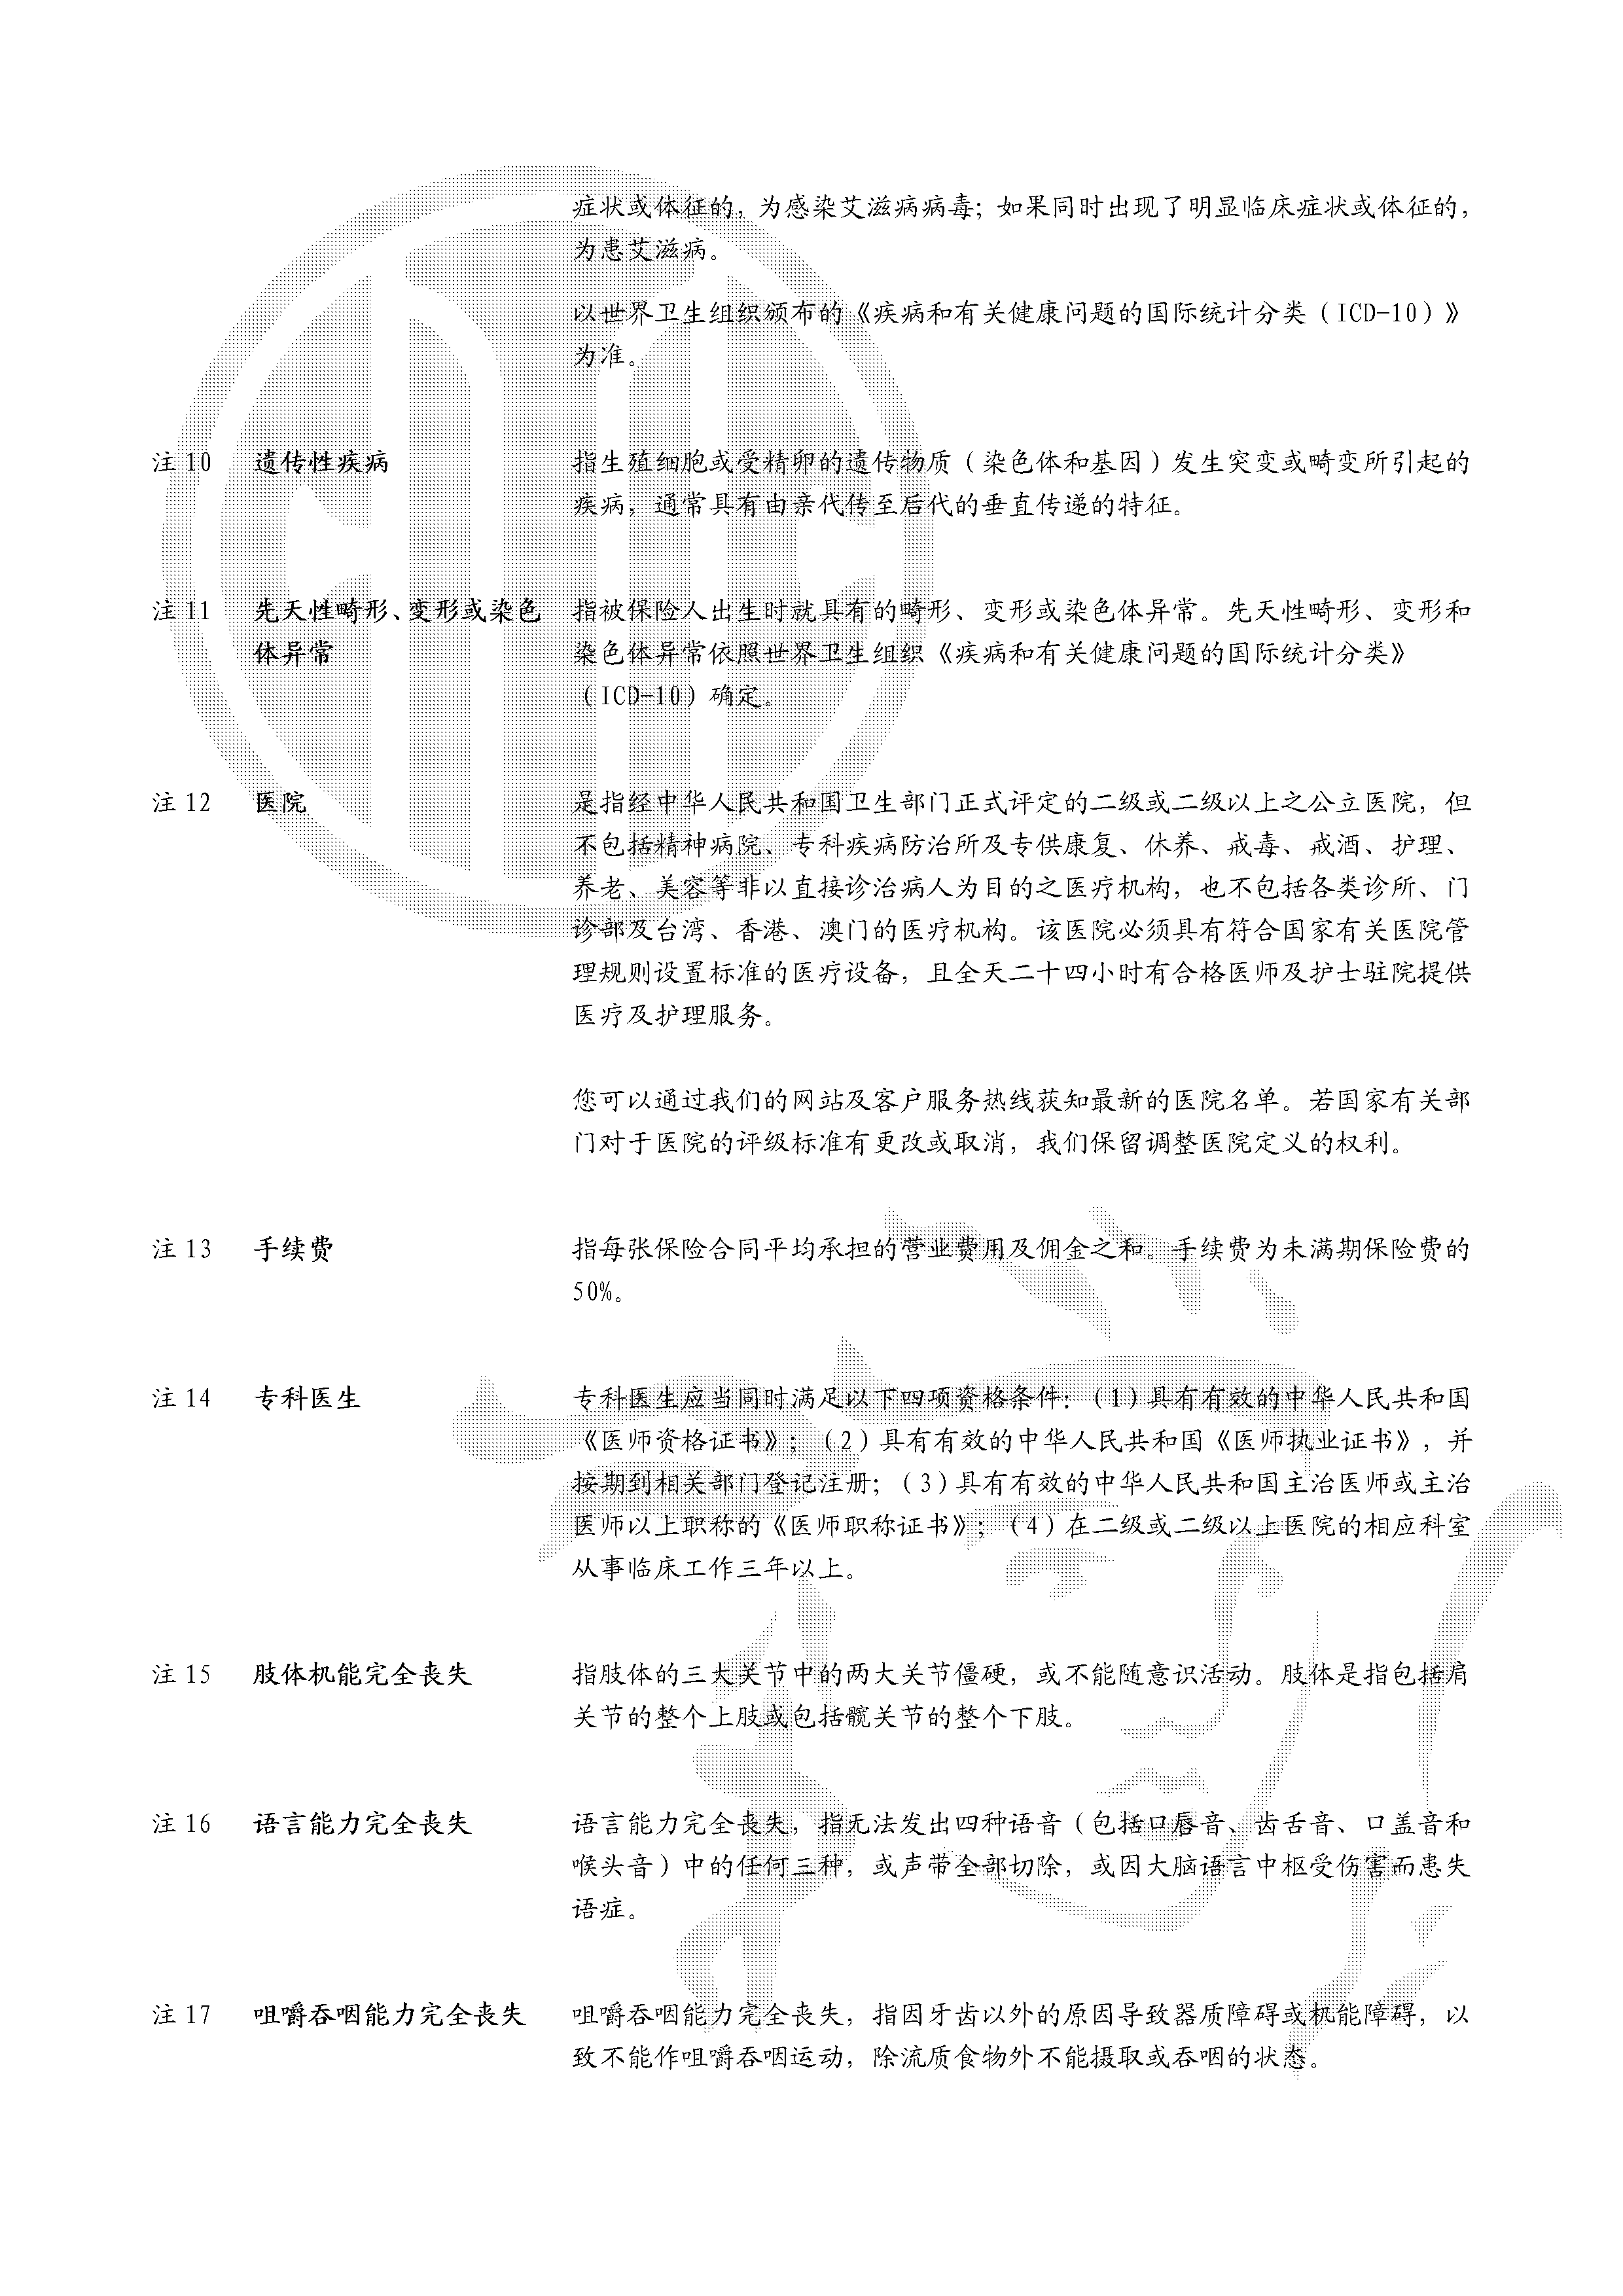 症状或体征的，为感染艾滋病病毒；如果同时出现了明显临床症状或体征的，
为患艾滋病。
以世界卫生组织颁布的《疾病和有关健康问题的国际统计分类（ICD-10）》
为准。
注 10 遗传性疾病 指生殖细胞或受精卵的遗传物质（染色体和基因）发生突变或畸变所引起的
疾病，通常具有由亲代传至后代的垂直传递的特征。
注 11 先天性畸形、变形或染色 指被保险人出生时就具有的畸形、变形或染色体异常。先天性畸形、变形和
体异常 染色体异常依照世界卫生组织《疾病和有关健康问题的国际统计分类》
（ICD-10）确定。
注 12 医院 是指经中华人民共和国卫生部门正式评定的二级或二级以上之公立医院，但
不包括精神病院、专科疾病防治所及专供康复、休养、戒毒、戒酒、护理、
养老、美容等非以直接诊治病人为目的之医疗机构，也不包括各类诊所、门
诊部及台湾、香港、澳门的医疗机构。该医院必须具有符合国家有关医院管
理规则设置标准的医疗设备，且全天二十四小时有合格医师及护士驻院提供
医疗及护理服务。
您可以通过我们的网站及客户服务热线获知最新的医院名单。若国家有关部
门对于医院的评级标准有更改或取消，我们保留调整医院定义的权利。
注 13 手续费 指每张保险合同平均承担的营业费用及佣金之和。手续费为未满期保险费的
50%。
注 14 专科医生 专科医生应当同时满足以下四项资格条件：（1）具有有效的中华人民共和国
《医师资格证书》；（2）具有有效的中华人民共和国《医师执业证书》，并
按期到相关部门登记注册；（3）具有有效的中华人民共和国主治医师或主治
医师以上职称的《医师职称证书》；（4）在二级或二级以上医院的相应科室
从事临床工作三年以上。
注 15 肢体机能完全丧失 指肢体的三大关节中的两大关节僵硬，或不能随意识活动。肢体是指包括肩
关节的整个上肢或包括髋关节的整个下肢。
注 16 语言能力完全丧失 语言能力完全丧失，指无法发出四种语音（包括口唇音、齿舌音、口盖音和
喉头音）中的任何三种，或声带全部切除，或因大脑语言中枢受伤害而患失
语症。
注 17 咀嚼吞咽能力完全丧失 咀嚼吞咽能力完全丧失，指因牙齿以外的原因导致器质障碍或机能障碍，以
致不能作咀嚼吞咽运动，除流质食物外不能摄取或吞咽的状态。